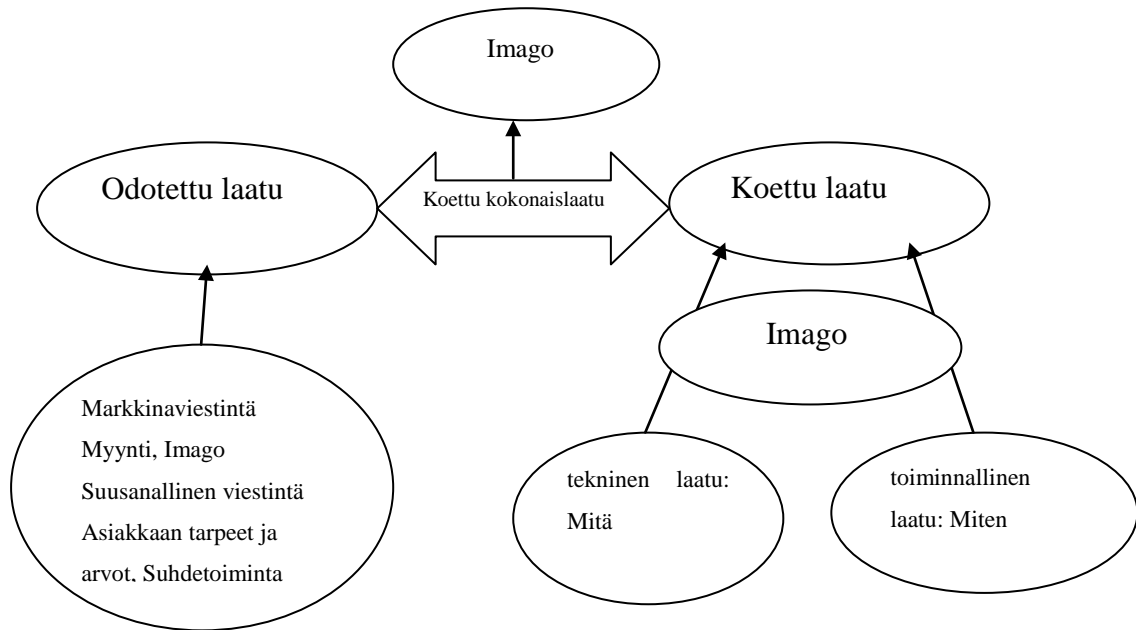 Imago
Odotettu laatu
Koettu kokonaislaatu
Koettu laatu
Imago
Markkinaviestintä
Myynti, Imago
Suusanallinen viestintä
Asiakkaan tarpeet ja
arvot, Suhdetoiminta
tekninen laatu:
Mitä
toiminnallinen
laatu: Miten